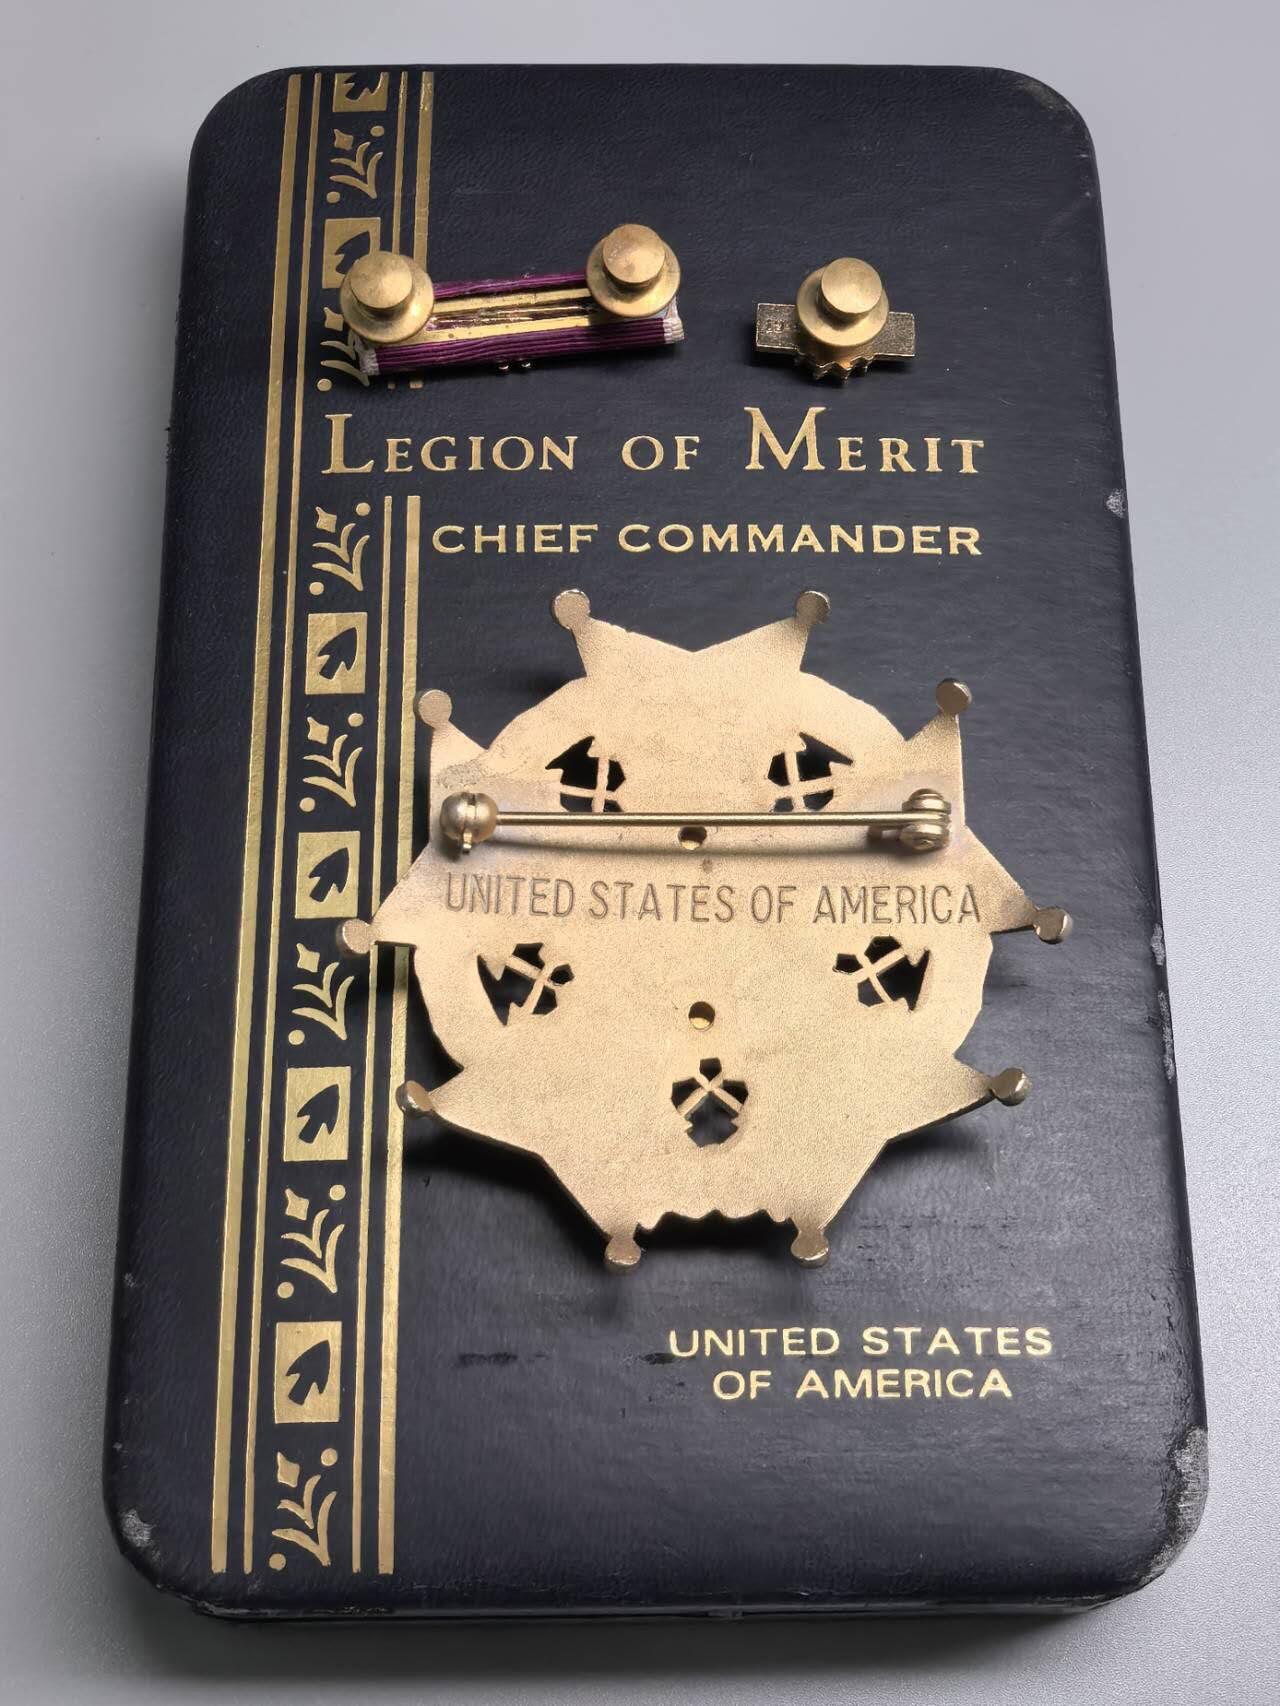 LEGION OF MERIT
CHIEF COMMANDER
UNITED STATES OF AMERICA
UNITED STATES
OF AMERICA